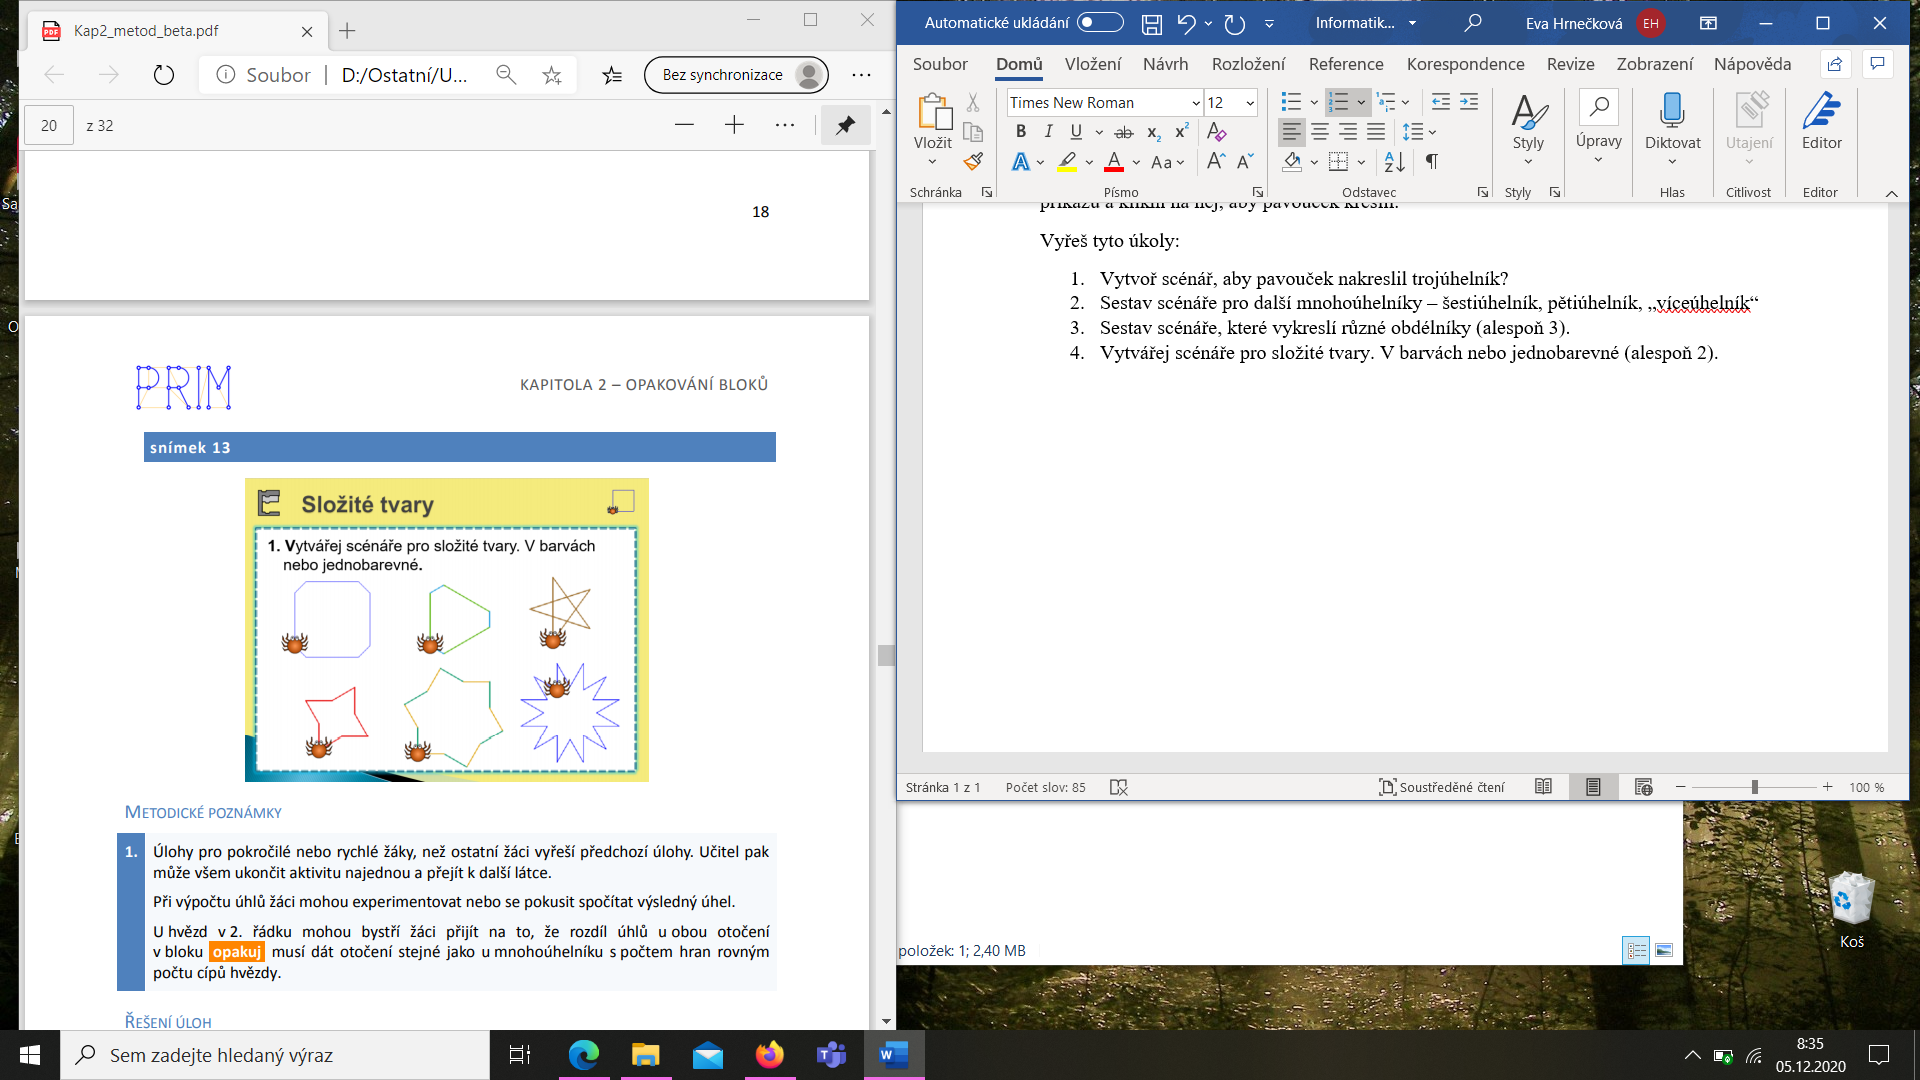 Kap2_metod_beta.pdf
Soubor
D:/Ostatní/U...
Bez synchronizace
20
z 32
18
PRIM
KAPITOLA 2 – OPAKOVÁNÍ BLOKŮ
snímek 13
Složité tvary
1. Vytvářej scénáře pro složité tvary. V barvách
nebo jednobarevné.
METODICKÉ POZNÁMKY
1. Úlohy pro pokročilé nebo rychlé žáky, než ostatní žáci vyřeší předchozí úlohy. Učitel pak
může všem ukončit aktivitu najednou a přejít k další látce.
Při výpočtu úhlů žáci mohou experimentovat nebo se pokusit spočítat výsledný úhel.
U hvězd v 2. řádku mohou bystří žáci přijít na to, že rozdíl úhlů u obou otočení
v bloku opakuj musí dát otočení stejné jako u mnohoúhelníku s počtem hran rovným
počtu cípů hvězdy.
ŘEŠENÍ ÚLOH
Automatické ukládání
Informatik...
Eva Hrnečková
EH
Soubor Domů Vložení Návrh Rozložení Reference Korespondence Revize Zobrazení Nápověda
Vložit
Times New Roman
12
Styly
Úpravy
Diktovat
Utajení
Editor
Schránka
Písmo
Odstavec
Styly
Hlas
Citlivost
Editor
příkazů a klikni na něj, aby pavouček kreslil.
Vyřeš tyto úkoly:
1. Vytvoř scénář, aby pavouček nakreslil trojúhelník?
2. Sestav scénáře pro další mnohoúhelníky – šestiúhelník, pětiúhelník, „víceúhelník“
3. Sestav scénáře, které vykreslí různé obdélníky (alespoň 3).
4. Vytvářej scénáře pro složité tvary. V barvách nebo jednobarevné (alespoň 2).
Stránka 1 z 1
Počet slov: 85
Soustředěné čtení
100 %
položek: 1; 2,40 MB
Koš
Sem zadejte hledaný výraz
8:35
05.12.2020